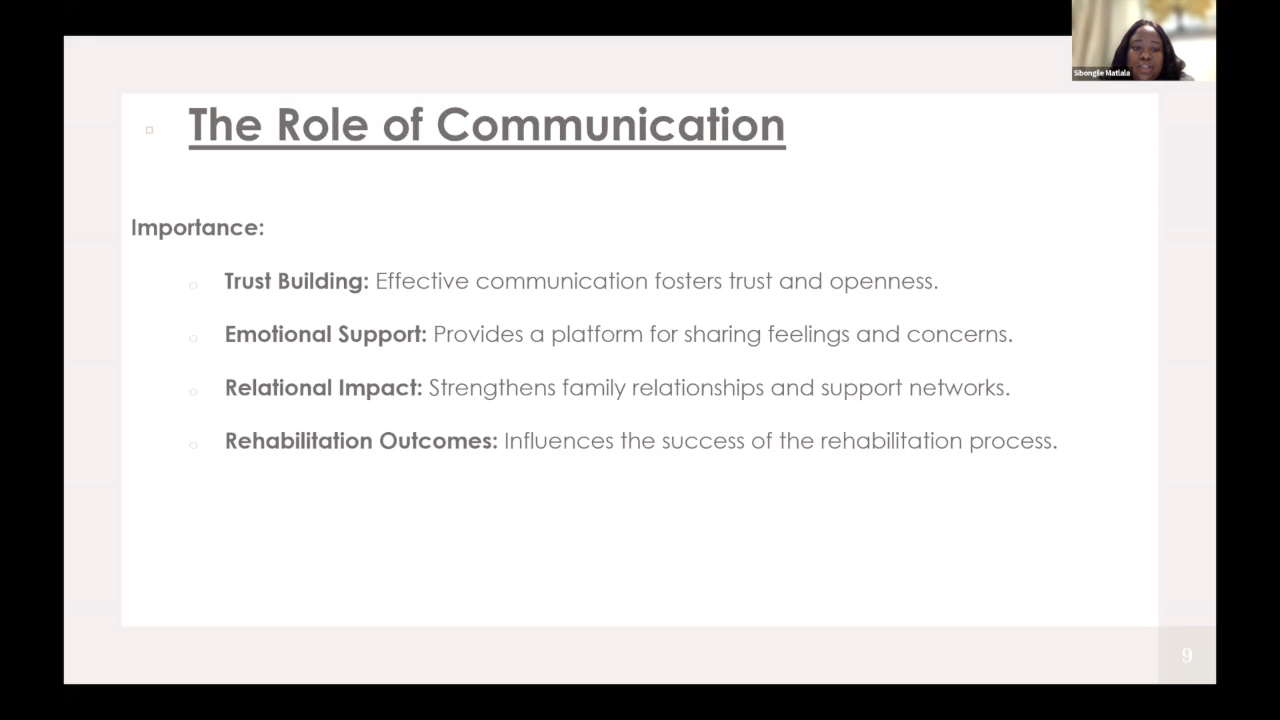 Sibongile Matlala
The Role of Communication
Importance:
Trust Building: Effective communication fosters trust and openness.
Emotional Support: Provides a platform for sharing feelings and concerns.
Relational Impact: Strengthens family relationships and support networks.
Rehabilitation Outcomes: Influences the success of the rehabilitation process.
9